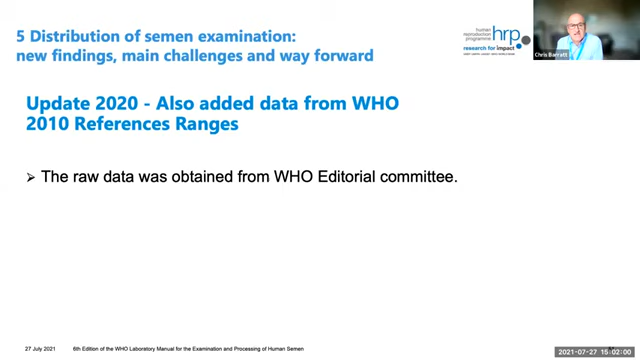 5 Distribution of semen examination:
new findings, main challenges and way forward
human
reproduction
programme
hrp
research for impact
Chris Barratt
Update 2020 - Also added data from WHO
2010 References Ranges
➢ The raw data was obtained from WHO Editorial committee.
27 July 2021 6th Edition of the WHO Laboratory Manual for the Examination and Processing of Human Semen
2021-07-27 15:02:00